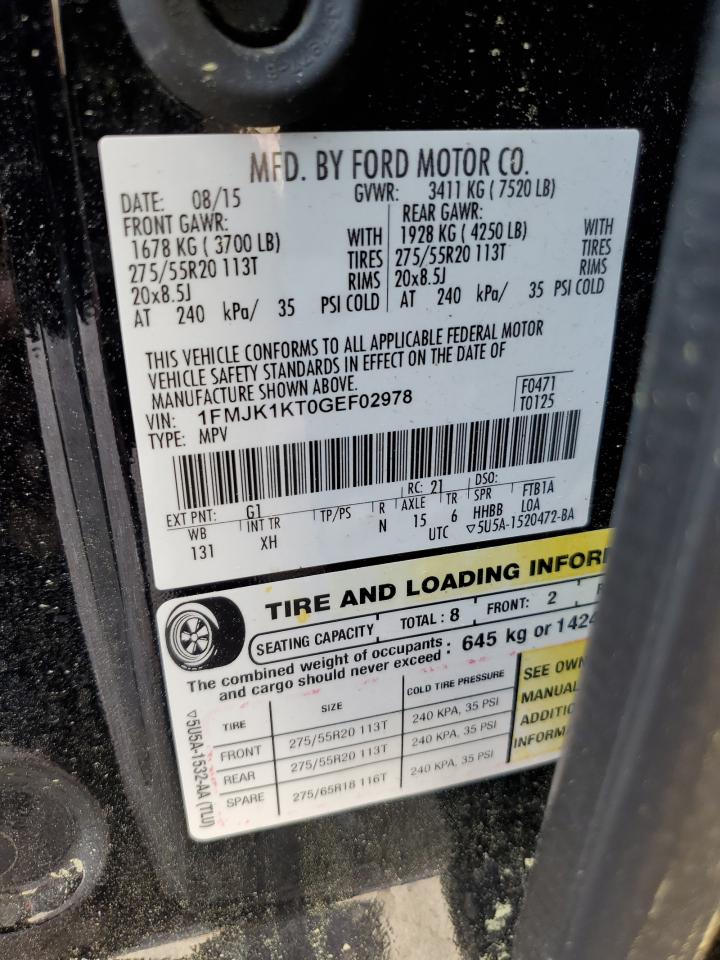 MFD. BY FORD MOTOR CO.
DATE: 08/15 GVWR: 3411 KG ( 7520 LB)
FRONT GAWR: REAR GAWR:
1678 KG ( 3700 LB) WITH 1928 KG ( 4250 LB) WITH
275/55R20 113T TIRES 275/55R20 113T TIRES
20x8.5J RIMS 20x8.5J RIMS
AT 240 kPa/ 35 PSI COLD AT 240 kPa/ 35 PSI COLD
THIS VEHICLE CONFORMS TO ALL APPLICABLE FEDERAL MOTOR
VEHICLE SAFETY STANDARDS IN EFFECT ON THE DATE OF
MANUFACTURE SHOWN ABOVE.
VIN: 1FMJK1KT0GEF02978 F0471
TYPE: MPV T0125
EXT PNT: G1 RC: 21 DSO:
WB INT TR TP/PS R AXLE TR SPR FTB1A
131 XH N 15 6 HHBB LOA
UTC ▽5U5A-1520472-BA
TIRE AND LOADING INFOR
SEATING CAPACITY TOTAL : 8 FRONT: 2
The combined weight of occupants
and cargo should never exceed : 645 kg or 1424
TIRE SIZE COLD TIRE PRESSURE
FRONT 275/55R20 113T 240 KPA, 35 PSI
REAR 275/55R20 113T 240 KPA, 35 PSI
SPARE 275/65R18 116T 240 KPA, 35 PSI
SEE OWN
MANUAL
ADDITIO
INFORMA
▽5U5A-1532-AA (TLU)